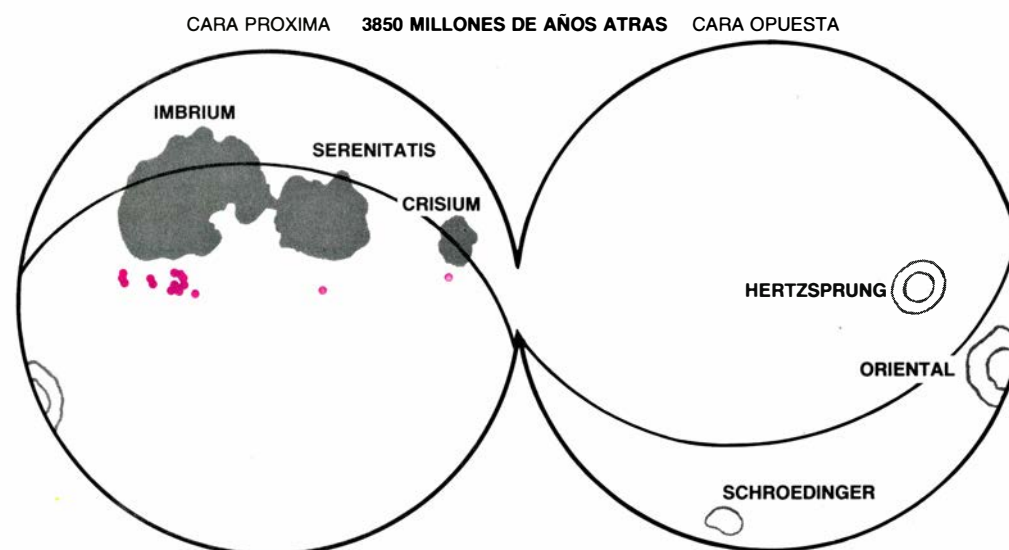 CARA PROXIMA 3850 MILLONES DE AÑOS ATRAS CARA OPUESTA
IMBRIUM
SERENITATIS
CRISIUM
HERTZSPRUNG
ORIENTAL
SCHROEDINGER